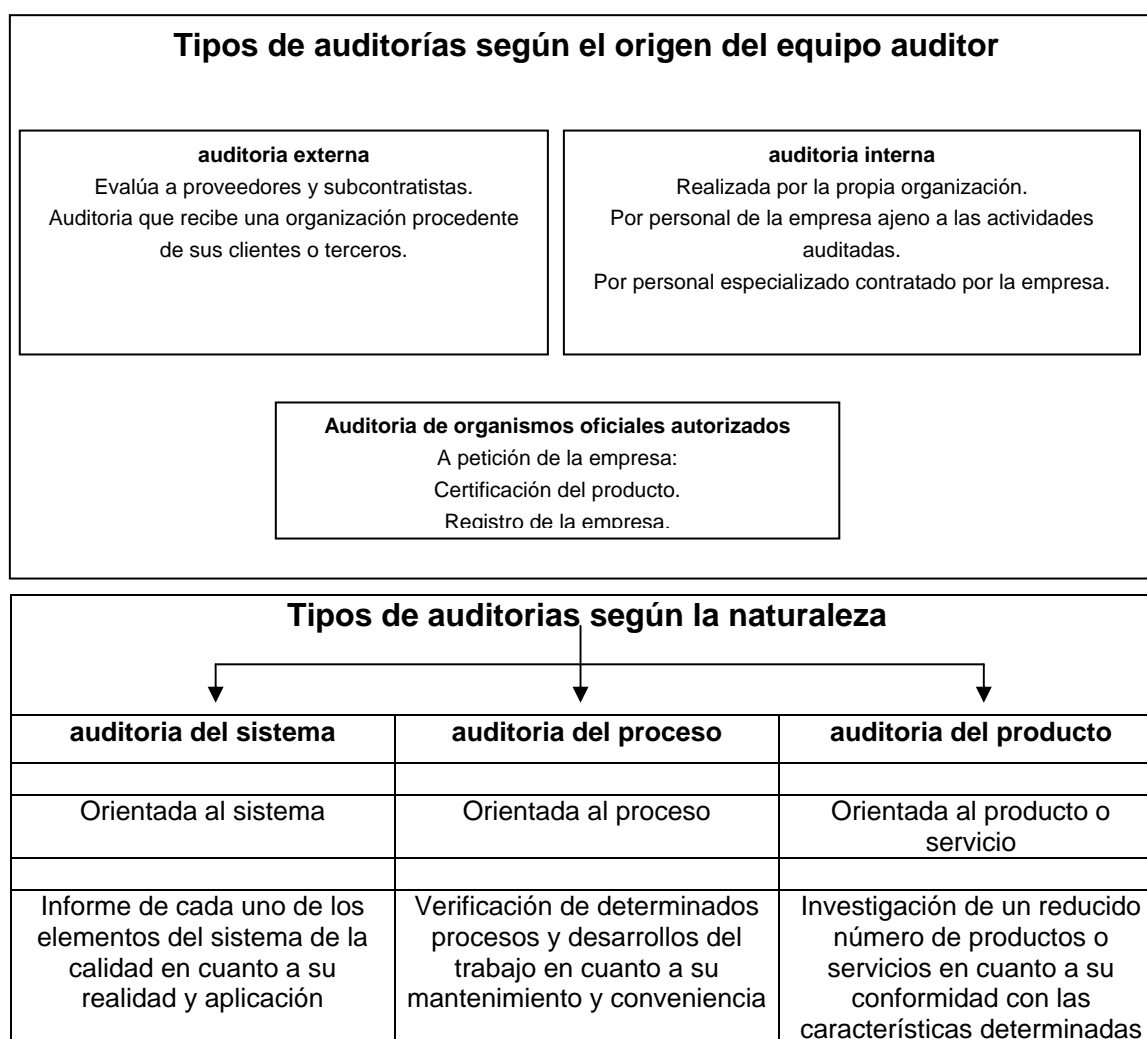 Tipos de auditorías según el origen del equipo auditor
auditoria externa
Evalúa a proveedores y subcontratistas.
Auditoria que recibe una organización procedente
de sus clientes o terceros.
auditoria interna
Realizada por la propia organización.
Por personal de la empresa ajeno a las actividades
auditadas.
Por personal especializado contratado por la empresa.
Auditoria de organismos oficiales autorizados
A petición de la empresa:
Certificación del producto.
Registro de la empresa.
Tipos de auditorias según la naturaleza
auditoria del sistema
auditoria del proceso
auditoria del producto
Orientada al sistema
Orientada al proceso
Orientada al producto o
servicio
Informe de cada uno de los
elementos del sistema de la
calidad en cuanto a su
realidad y aplicación
Verificación de determinados
procesos y desarrollos del
trabajo en cuanto a su
mantenimiento y conveniencia
Investigación de un reducido
número de productos o
servicios en cuanto a su
conformidad con las
características determinadas